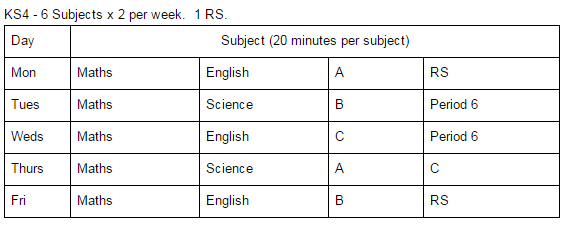 KS4 - 6 Subjects x 2 per week.  1 RS.
Day Subject (20 minutes per subject)
Mon Maths English A RS
Tues Maths Science B Period 6
Weds Maths English C Period 6
Thurs Maths Science A C
Fri Maths English B RS